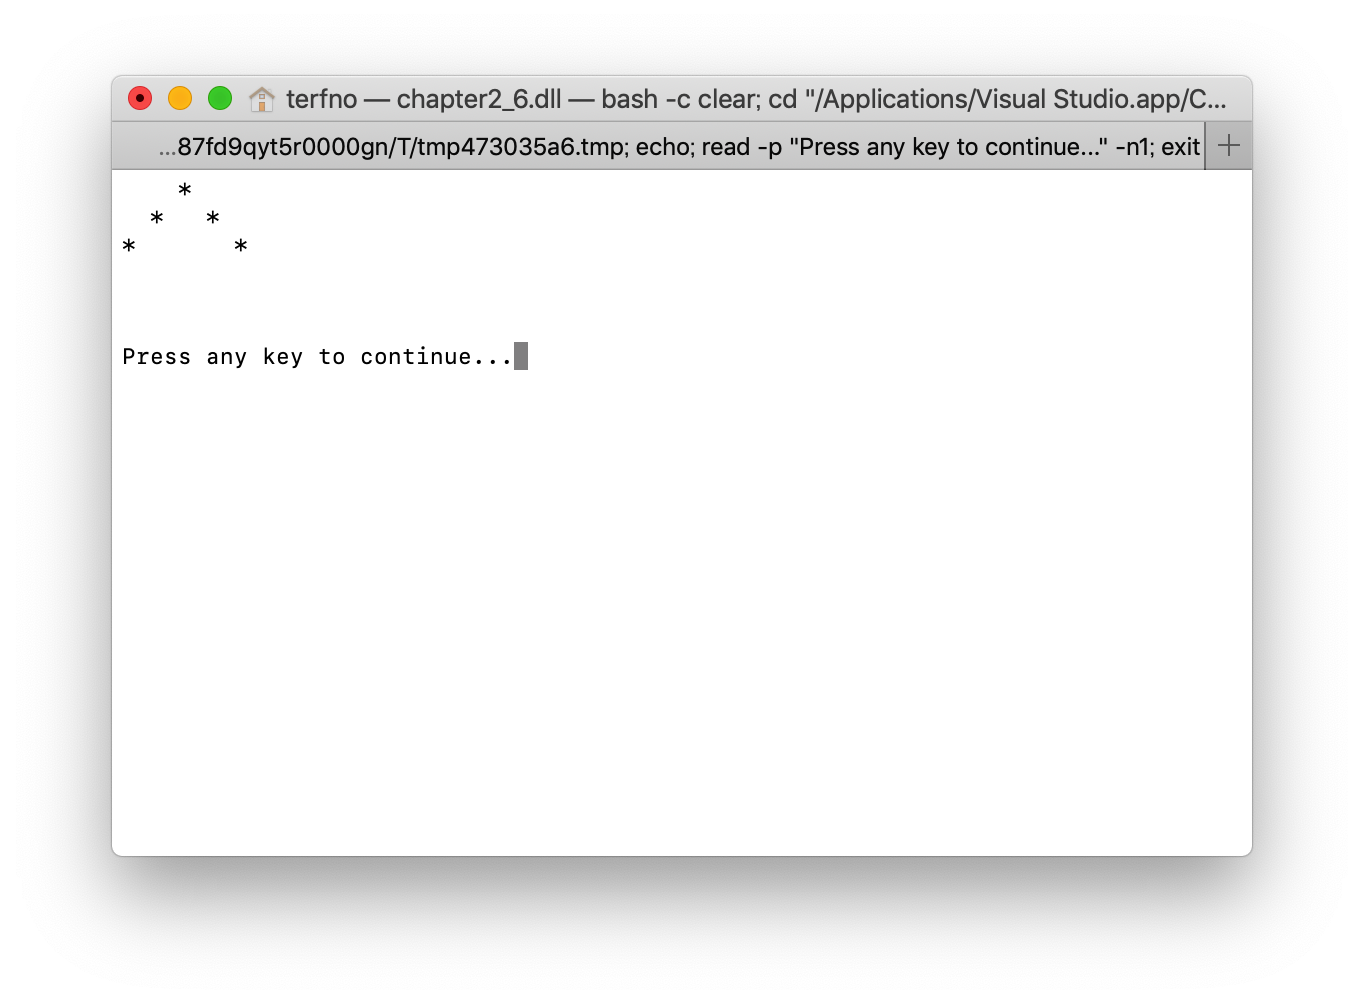 terfno — chapter2_6.dll — bash -c clear; cd "/Applications/Visual Studio.app/C...
...87fd9qyt5r0000gn/T/tmp473035a6.tmp; echo; read -p "Press any key to continue..." -n1; exit
    *
  *   *
*       *
Press any key to continue...